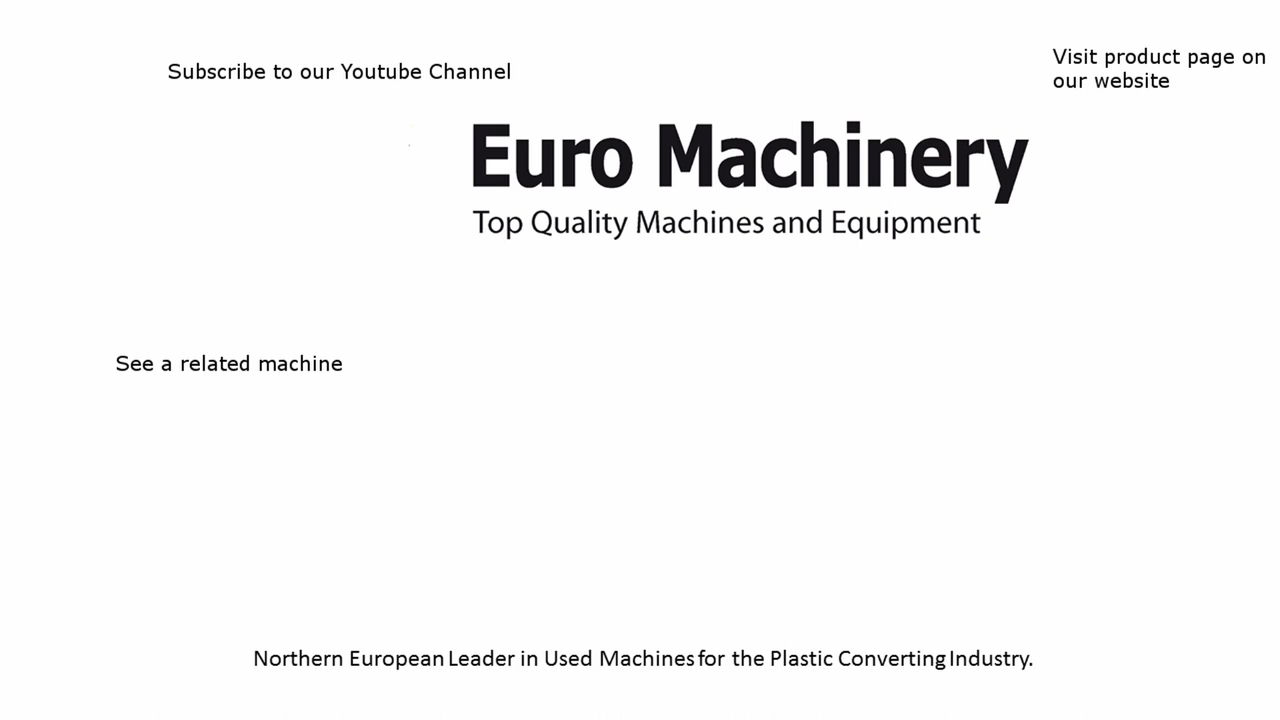 Subscribe to our Youtube Channel
Visit product page on
our website
Euro Machinery
Top Quality Machines and Equipment
See a related machine
Northern European Leader in Used Machines for the Plastic Converting Industry.